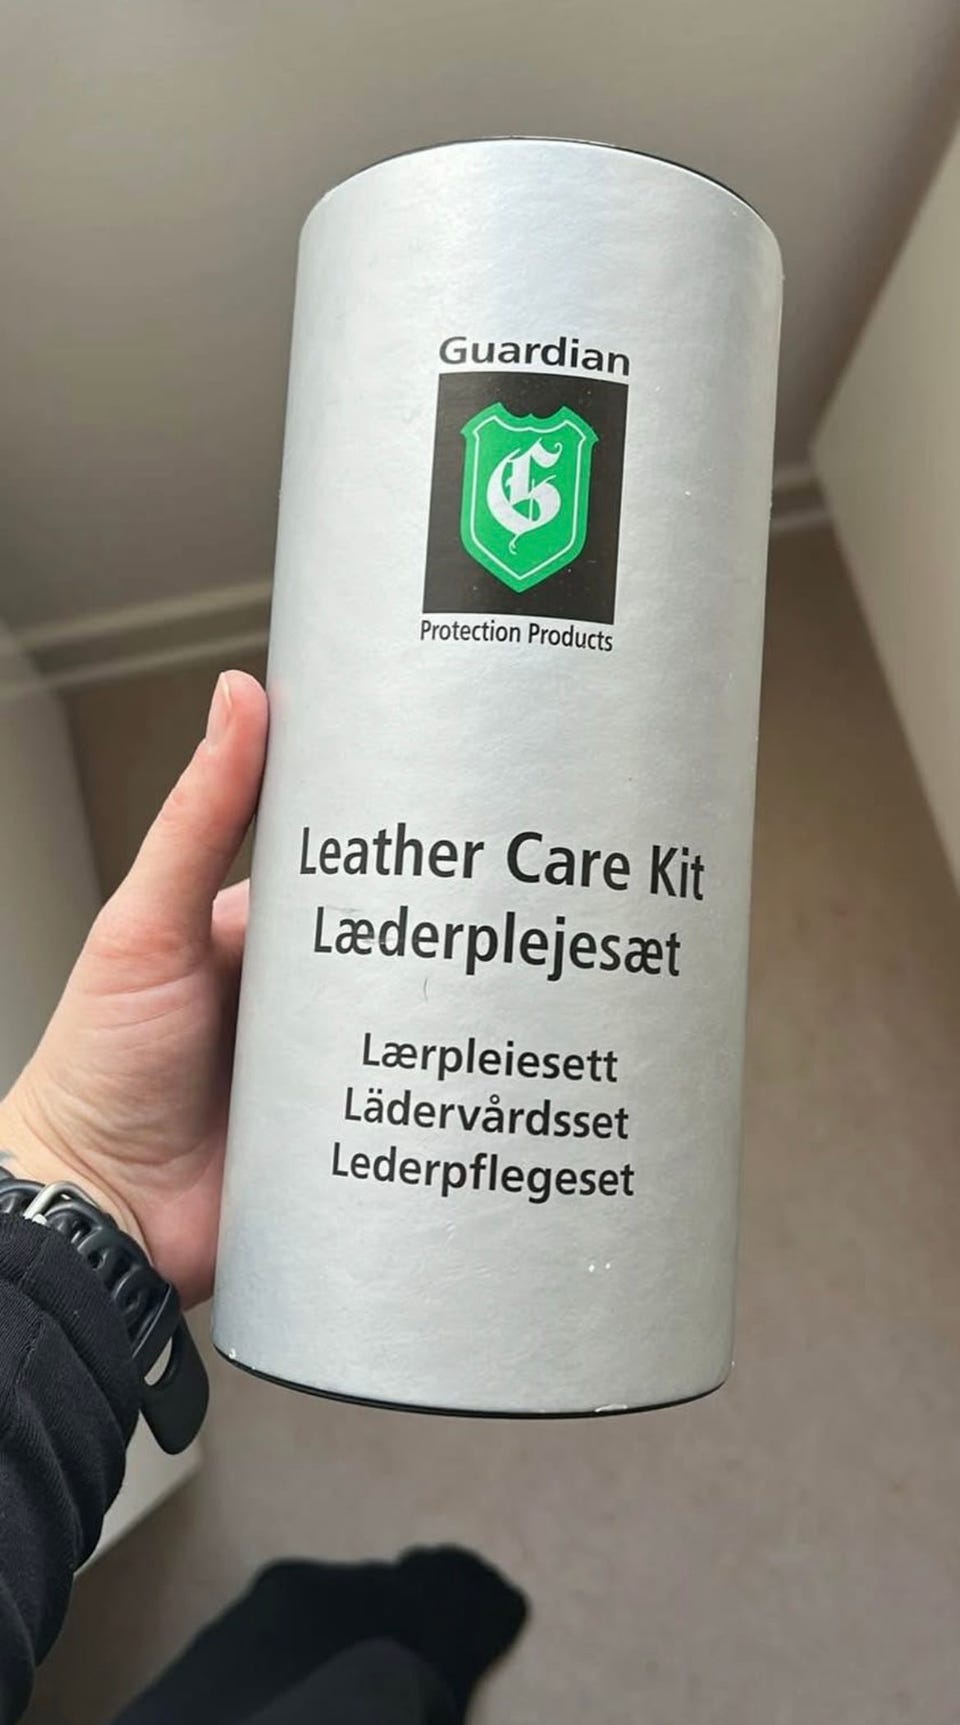 Guardian
G
Protection Products
Leather Care Kit
Læderplejesæt
Lærpleiesett
Lädervårdsset
Lederpflegeset